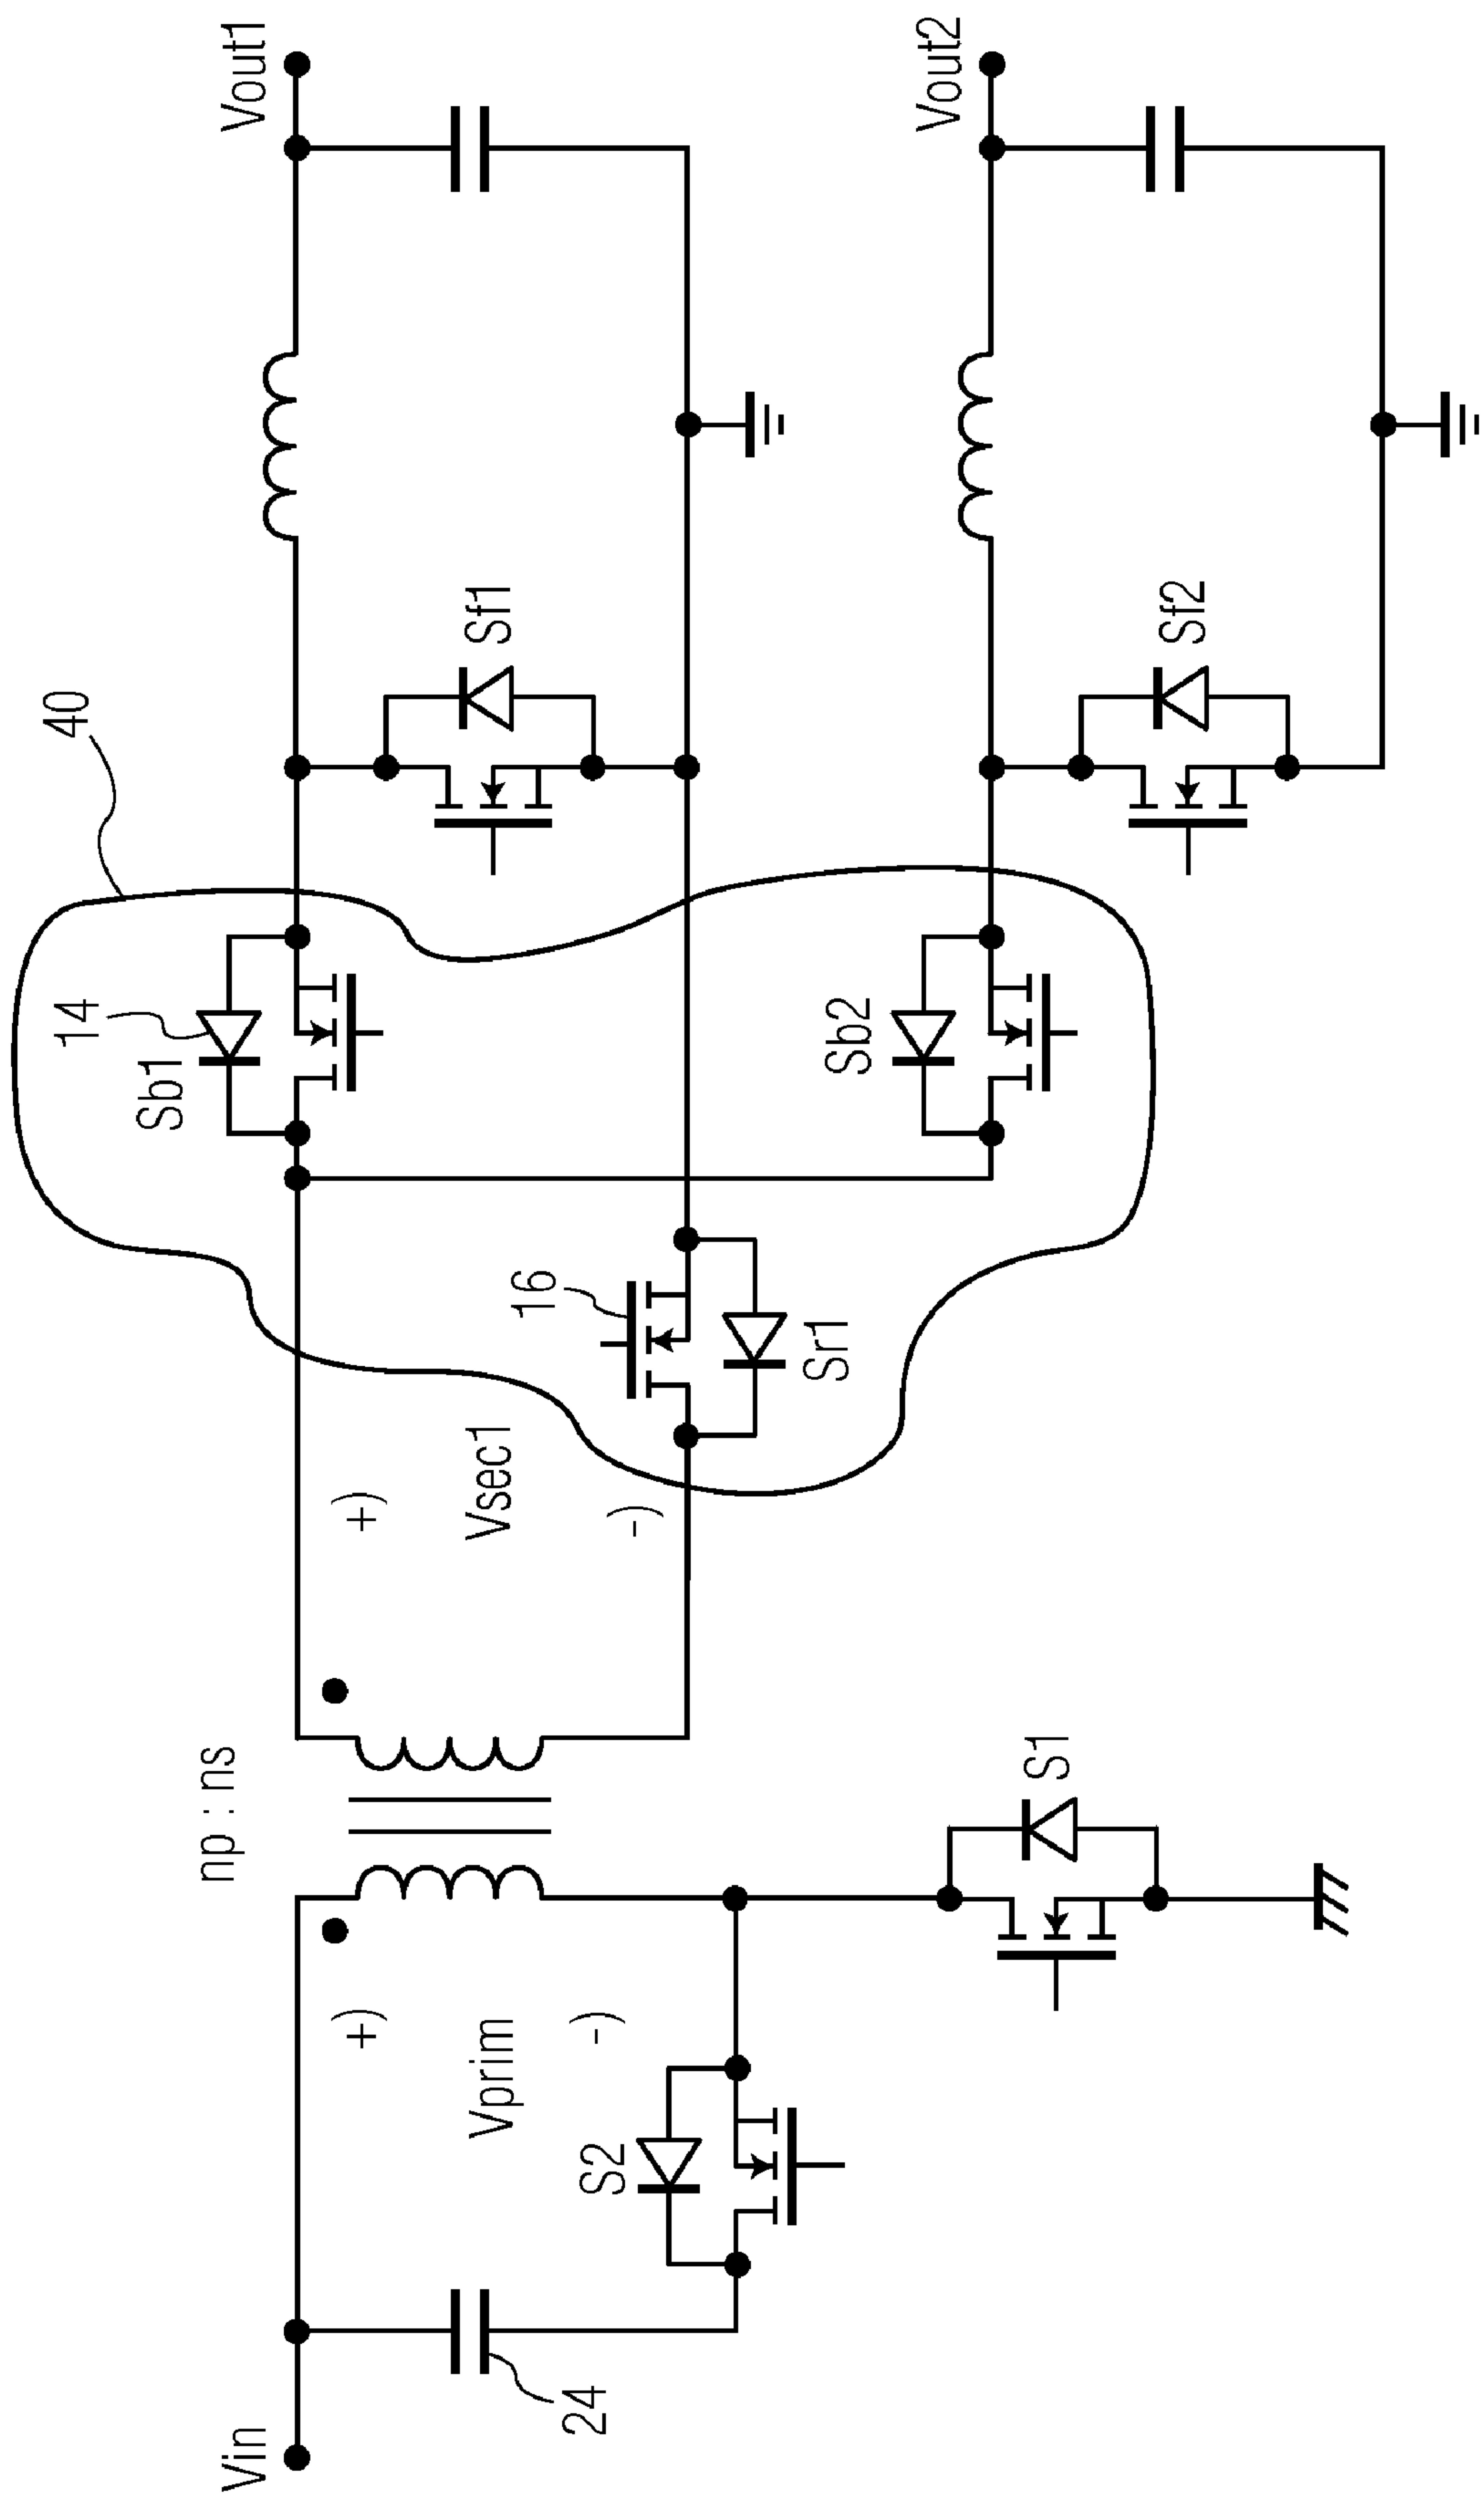 Vin
24
S2
Vprim
+)
-)
np : ns
S1
+)
Vsec1
-)
16
Sr1
Sb1
14
40
Sb2
Sf1
Sf2
Vout1
Vout2